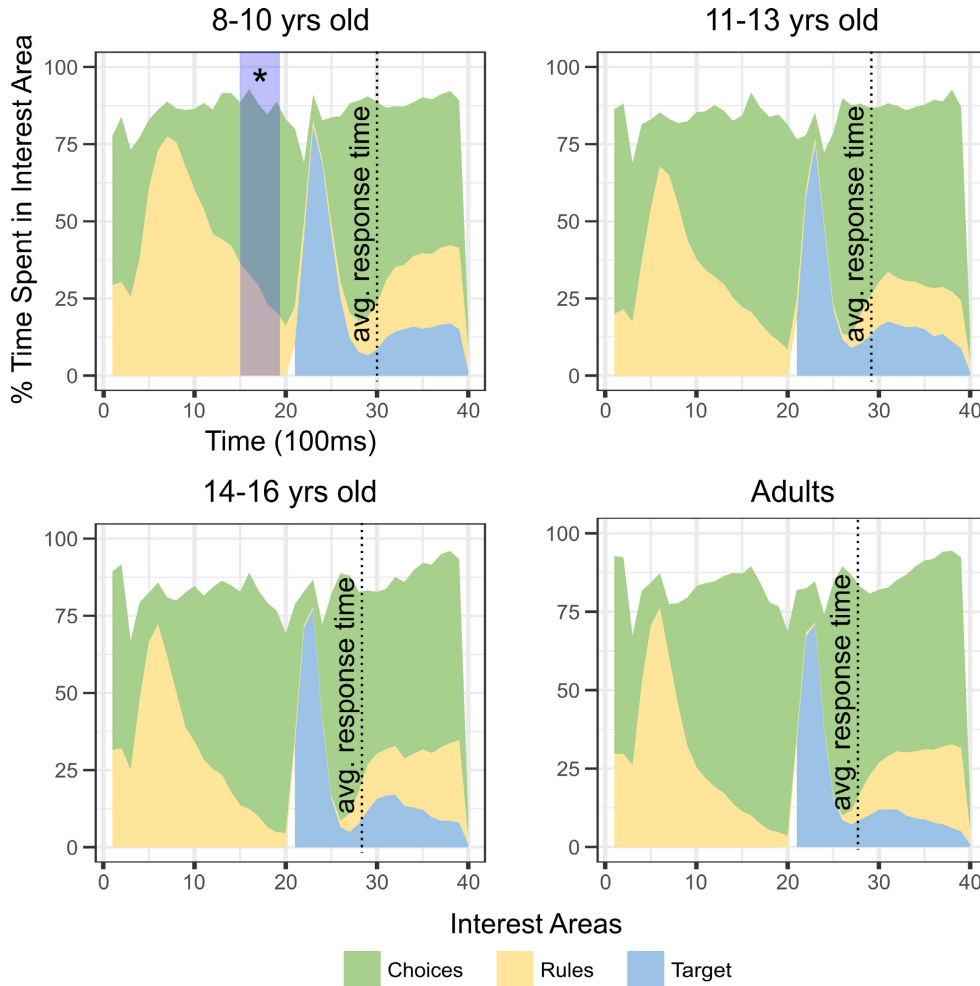 8-10 yrs old
11-13 yrs old
% Time Spent in Interest Area
100
75
50
25
0
*
avg. response time
0 10 20 30 40
Time (100ms)
100
75
50
25
0
avg. response time
0 10 20 30 40
14-16 yrs old
Adults
100
75
50
25
0
avg. response time
0 10 20 30 40
100
75
50
25
0
avg. response time
0 10 20 30 40
Interest Areas
Choices Rules Target